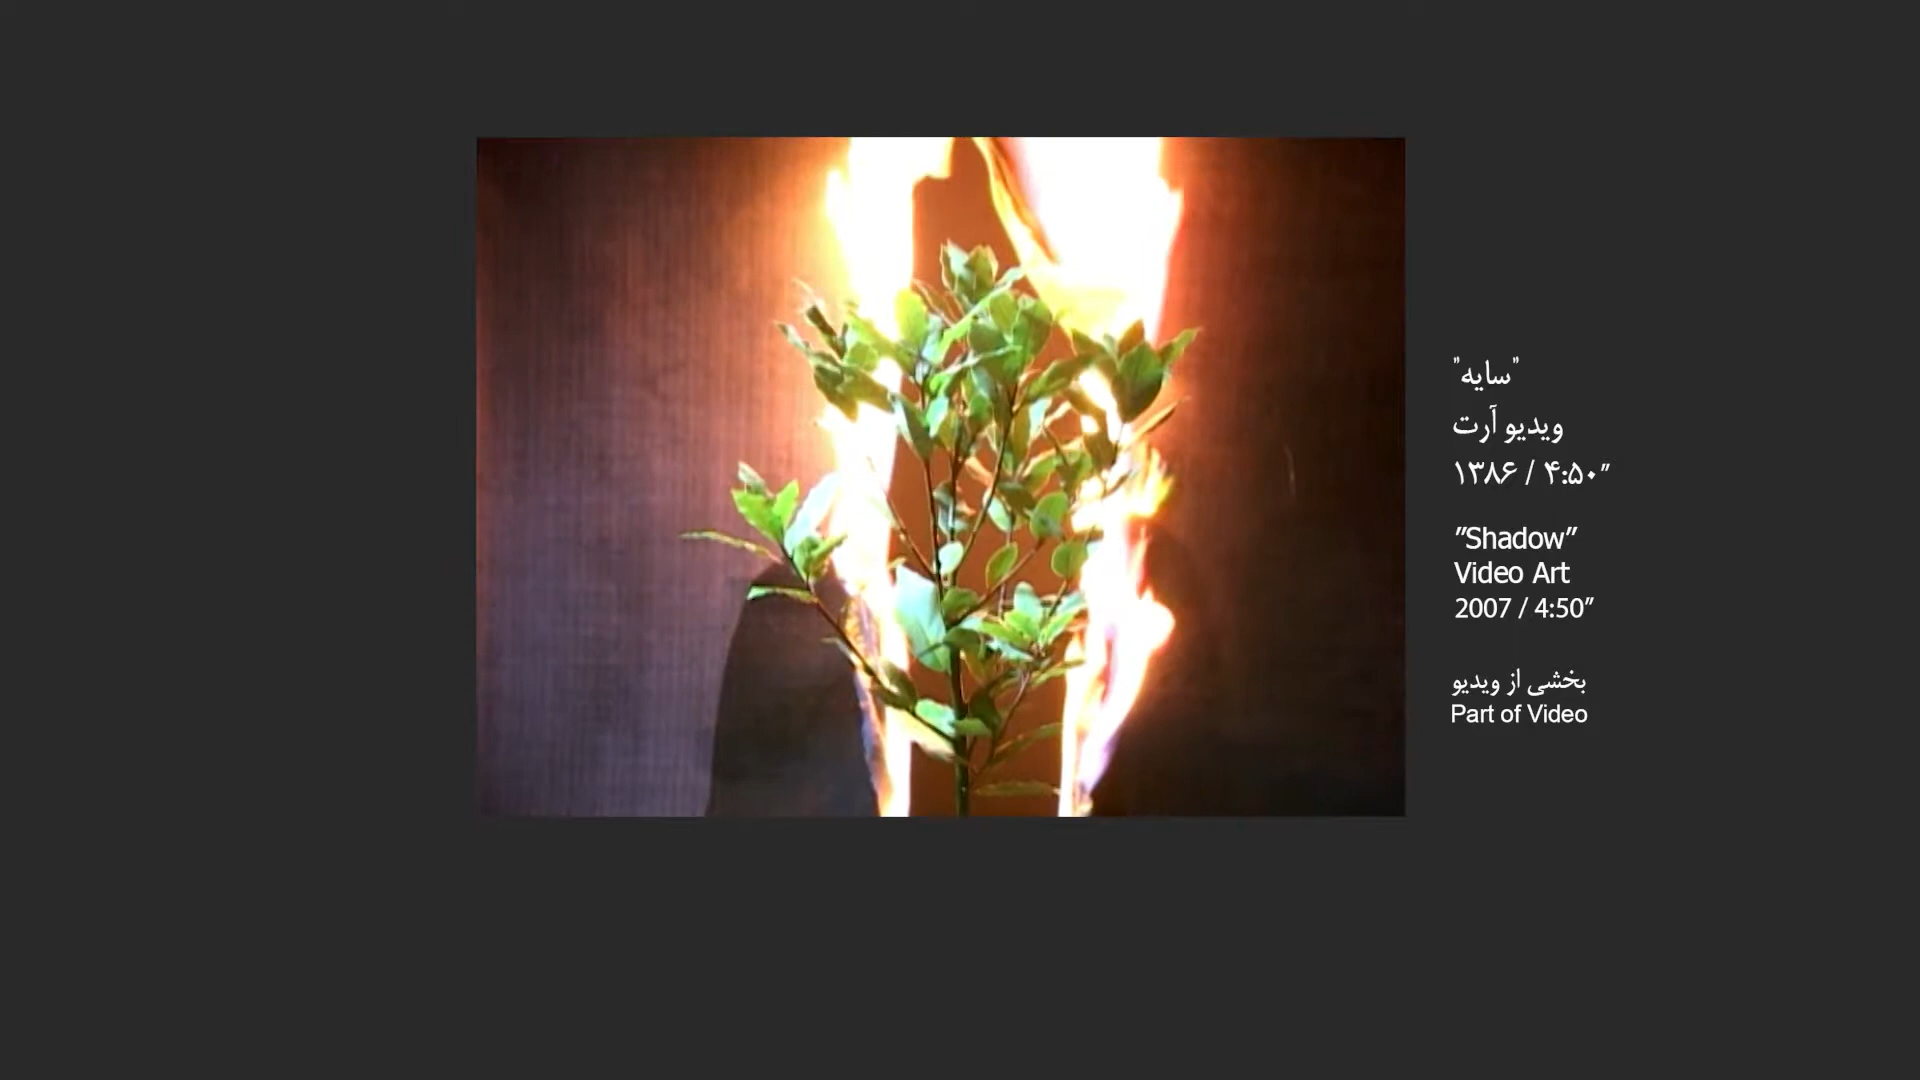 "سایه"
ویدیو آرت
۱۳۸۶ / ۴:۵۰"
"Shadow"
Video Art
2007 / 4:50"
بخشی از ویدیو
Part of Video